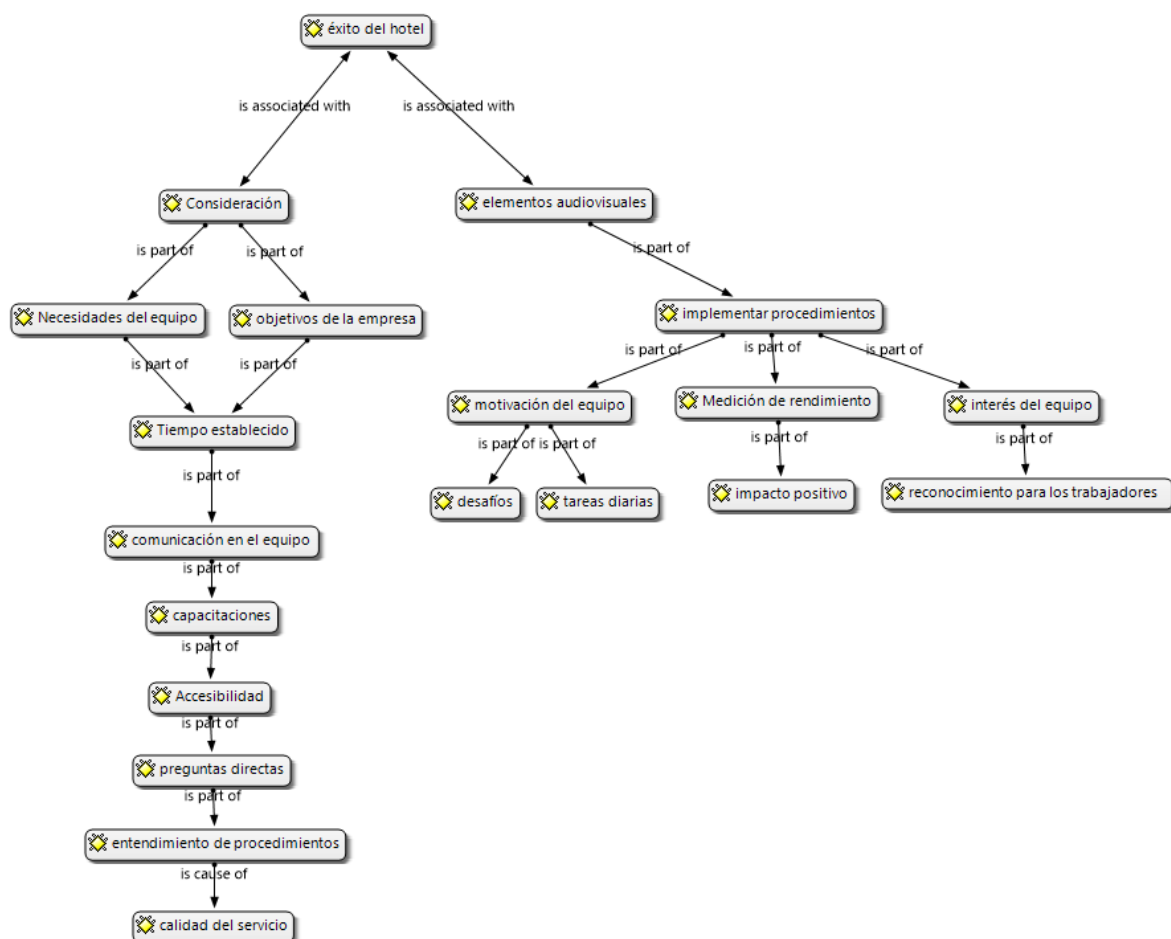 éxito del hotel
is associated with
is associated with
Consideración
elementos audiovisuales
is part of
is part of
is part of
Necesidades del equipo
objetivos de la empresa
implementar procedimientos
is part of
is part of
is part of
is part of
is part of
motivación del equipo
Medición de rendimiento
interés del equipo
Tiempo establecido
is part of
is part of
is part of
is part of
is part of
desafíos
tareas diarias
impacto positivo
reconocimiento para los trabajadores
comunicación en el equipo
is part of
capacitaciones
is part of
Accesibilidad
is part of
preguntas directas
is part of
entendimiento de procedimientos
is cause of
calidad del servicio